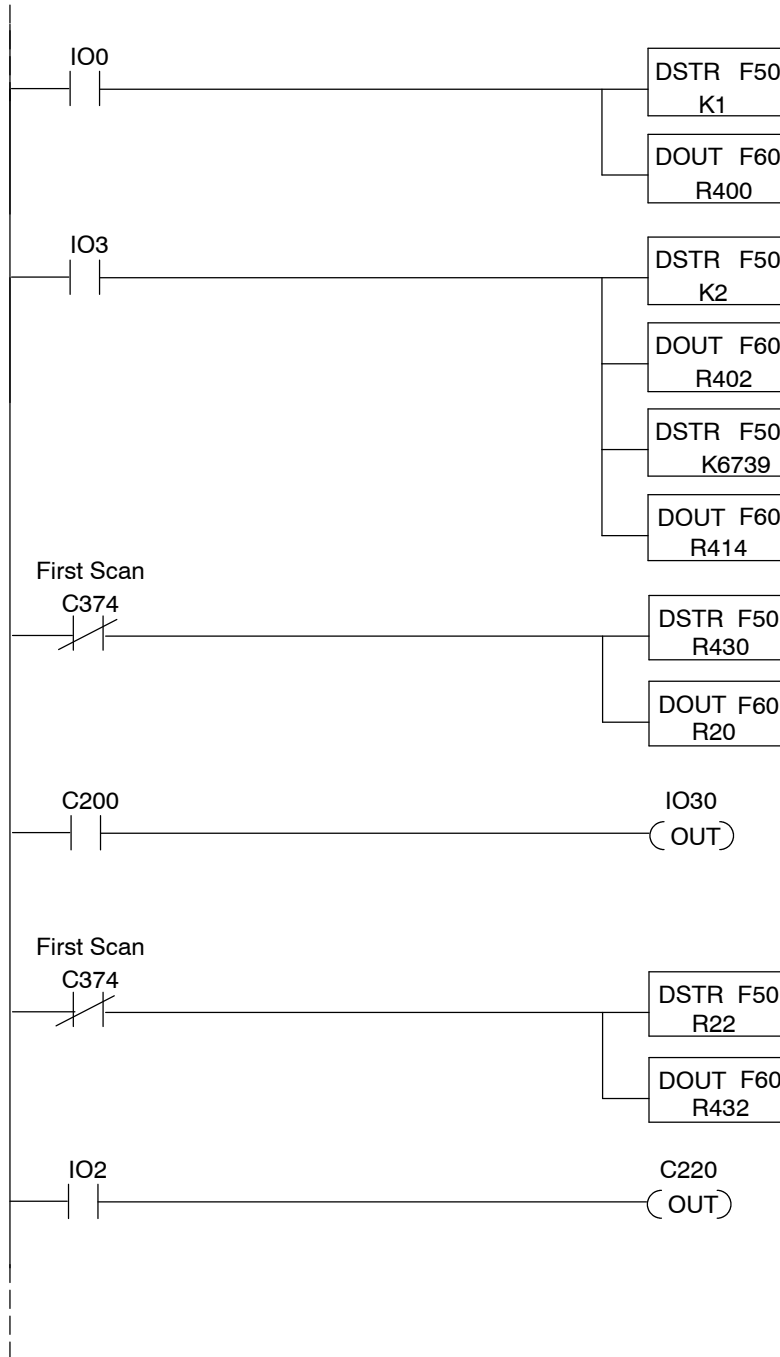 IO0
DSTR F50
K1
DOUT F60
R400
IO3
DSTR F50
K2
DOUT F60
R402
DSTR F50
K6739
DOUT F60
R414
First Scan
C374
DSTR F50
R430
DOUT F60
R20
C200
IO30
OUT
First Scan
C374
DSTR F50
R22
DOUT F60
R432
IO2
C220
OUT